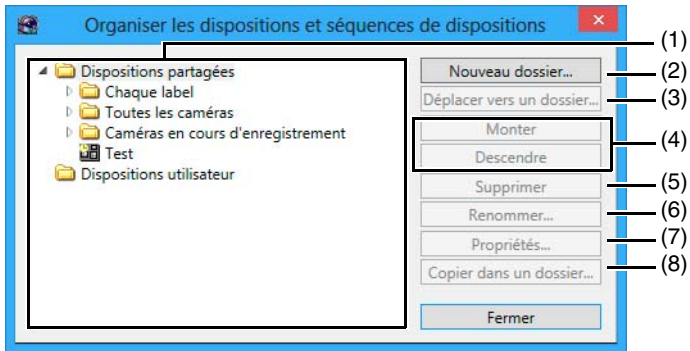 Organiser les dispositions et séquences de dispositions
Dispositions partagées
Chaque label
Toutes les caméras
Caméras en cours d'enregistrement
Test
Dispositions utilisateur
Nouveau dossier...
Déplacer vers un dossier...
Monter
Descendre
Supprimer
Renommer...
Propriétés...
Copier dans un dossier...
Fermer
(1)
(2)
(3)
(4)
(5)
(6)
(7)
(8)